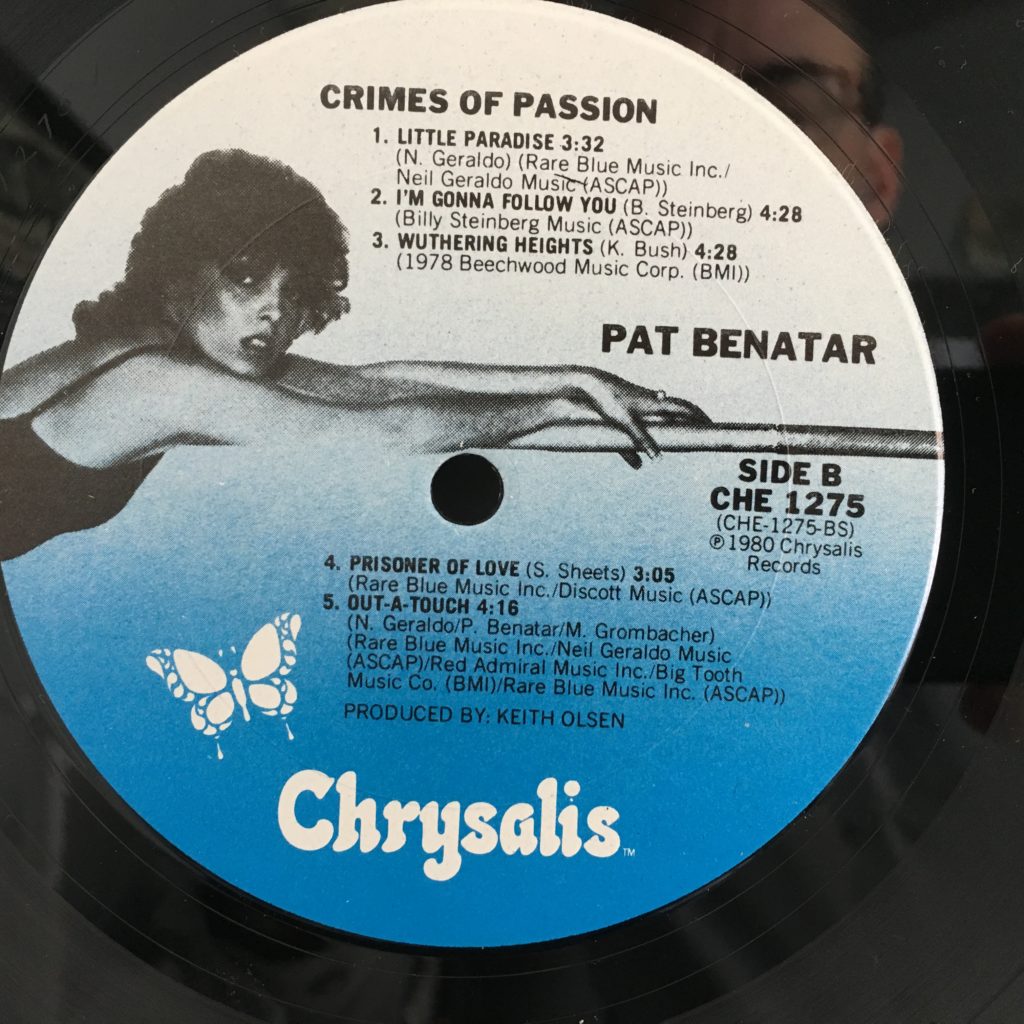 CRIMES OF PASSION
1. LITTLE PARADISE 3:32
(N. Geraldo) (Rare Blue Music Inc./
Neil Geraldo Music (ASCAP))
2. I'M GONNA FOLLOW YOU (B. Steinberg) 4:28
(Billy Steinberg Music (ASCAP))
3. WUTHERING HEIGHTS (K. Bush) 4:28
(1978 Beechwood Music Corp. (BMI))
PAT BENATAR
SIDE B
CHE 1275
(CHE-1275-BS)
℗ 1980 Chrysalis
Records
4. PRISONER OF LOVE (S. Sheets) 3:05
(Rare Blue Music Inc./Discott Music (ASCAP))
5. OUT-A-TOUCH 4:16
(N. Geraldo/P. Benatar/M. Grombacher)
(Rare Blue Music Inc./Neil Geraldo Music
(ASCAP)/Red Admiral Music Inc./Big Tooth
Music Co. (BMI)/Rare Blue Music Inc. (ASCAP))
PRODUCED BY: KEITH OLSEN
Chrysalis TM